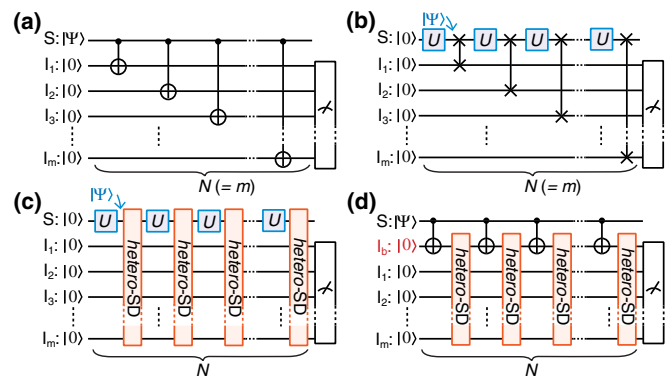 (a)
S:|Ψ⟩
I₁:|0⟩
I₂:|0⟩
I₃:|0⟩
Iₘ:|0⟩
N (= m)
(b)
|Ψ⟩
S:|0⟩ U U U U
I₁:|0⟩
I₂:|0⟩
I₃:|0⟩
Iₘ:|0⟩
N (= m)
(c)
|Ψ⟩
S: |0⟩ U U U U
I₁: |0⟩
I₂: |0⟩
I₃: |0⟩
Iₘ: |0⟩
hetero-SD hetero-SD hetero-SD hetero-SD
N
(d)
S:|Ψ⟩
I_b:|0⟩
I₁:|0⟩
I₂:|0⟩
Iₘ:|0⟩
hetero-SD hetero-SD hetero-SD hetero-SD
N